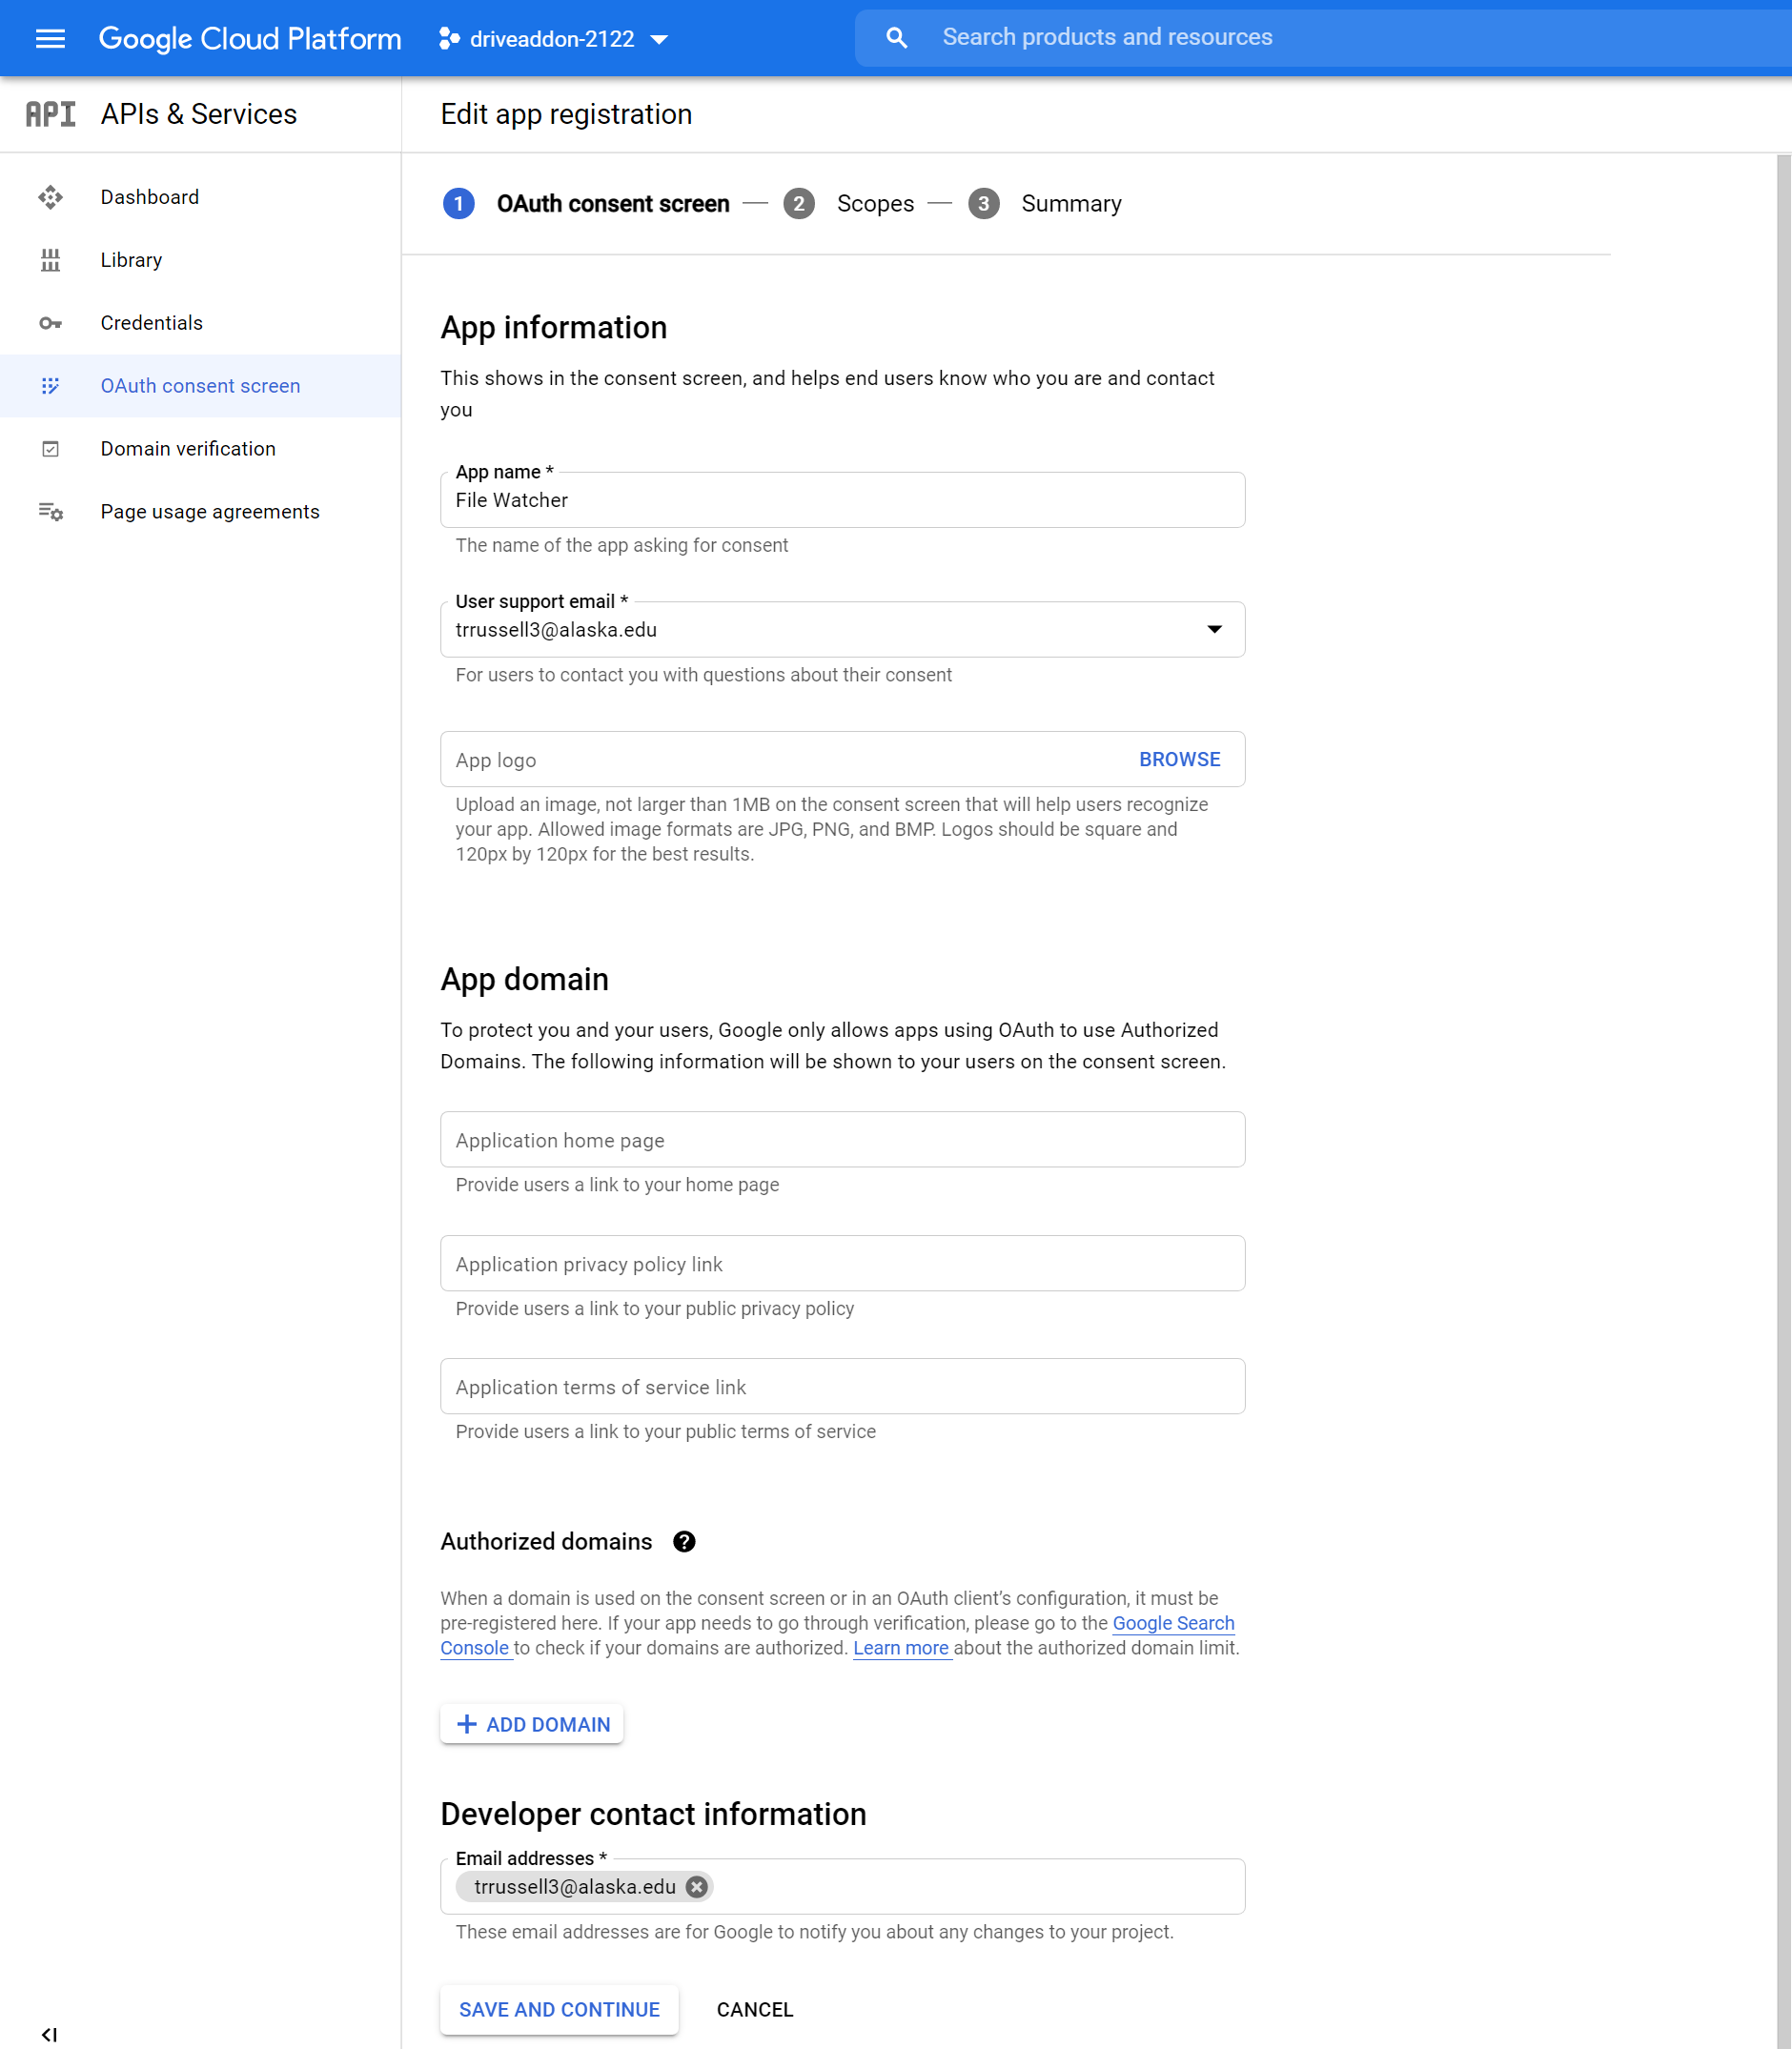 Google Cloud Platform driveaddon-2122 Search products and resources
API APIs & Services
Edit app registration
Dashboard
Library
Credentials
OAuth consent screen
Domain verification
Page usage agreements
1 OAuth consent screen — 2 Scopes — 3 Summary
App information
This shows in the consent screen, and helps end users know who you are and contact
you
App name *
File Watcher
The name of the app asking for consent
User support email *
trrussell3@alaska.edu
For users to contact you with questions about their consent
App logo BROWSE
Upload an image, not larger than 1MB on the consent screen that will help users recognize
your app. Allowed image formats are JPG, PNG, and BMP. Logos should be square and
120px by 120px for the best results.
App domain
To protect you and your users, Google only allows apps using OAuth to use Authorized
Domains. The following information will be shown to your users on the consent screen.
Application home page
Provide users a link to your home page
Application privacy policy link
Provide users a link to your public privacy policy
Application terms of service link
Provide users a link to your public terms of service
Authorized domains ?
When a domain is used on the consent screen or in an OAuth client’s configuration, it must be
pre-registered here. If your app needs to go through verification, please go to the Google Search
Console to check if your domains are authorized. Learn more about the authorized domain limit.
+ ADD DOMAIN
Developer contact information
Email addresses *
trrussell3@alaska.edu
These email addresses are for Google to notify you about any changes to your project.
SAVE AND CONTINUE CANCEL